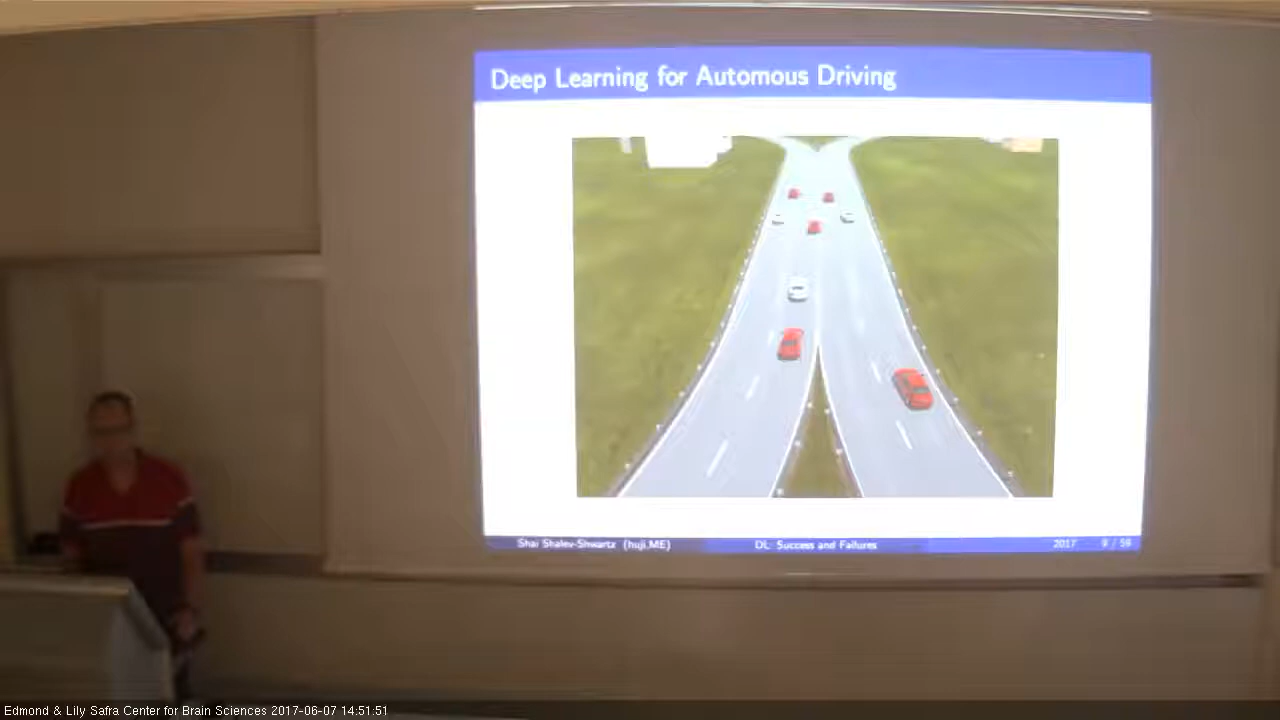 Deep Learning for Automous Driving
Shai Shalev-Shwartz (huji,ME) DL: Success and Failures 2017 9 / 59
Edmond & Lily Safra Center for Brain Sciences 2017-06-07 14:51:51